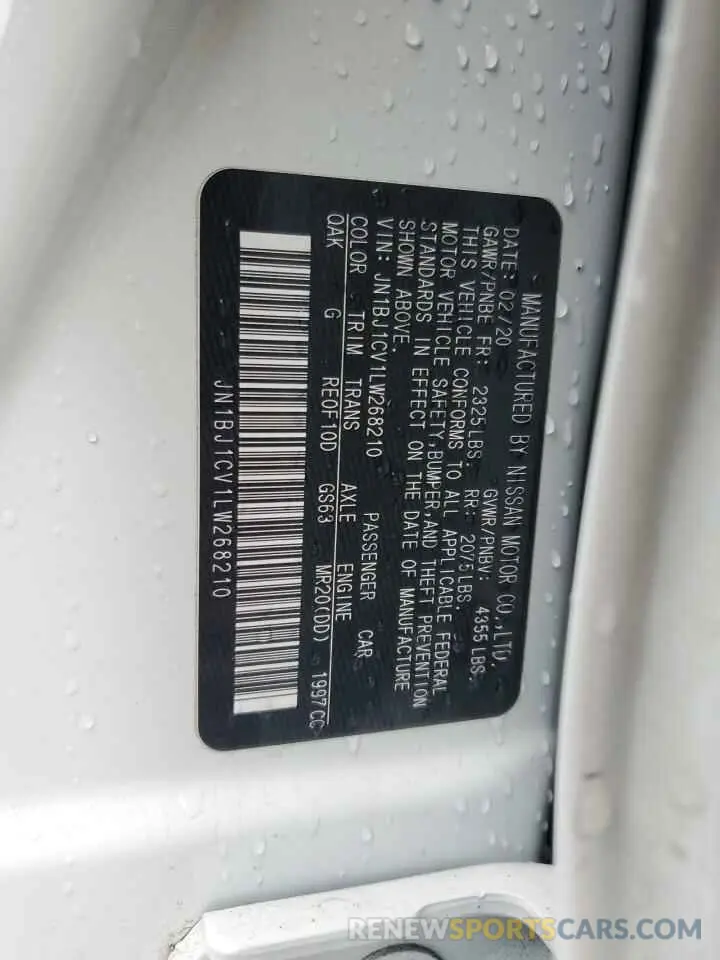 MANUFACTURED BY NISSAN MOTOR CO.,LTD.
DATE: 02/20 GVWR/PNBV: 4355 LBS.
GAWR/PNBE FR: 2325LBS. RR: 2075LBS.
THIS VEHICLE CONFORMS TO ALL APPLICABLE FEDERAL
MOTOR VEHICLE SAFETY,BUMPER,AND THEFT PREVENTION
STANDARDS IN EFFECT ON THE DATE OF MANUFACTURE
SHOWN ABOVE.
VIN: JN1BJ1CV1LW268210 PASSENGER CAR
COLOR TRIM TRANS AXLE ENGINE
QAK G RE0F10D GS63 MR20(DD) 1997CC
JN1BJ1CV1LW268210
RENEWSPORTSCARS.COM